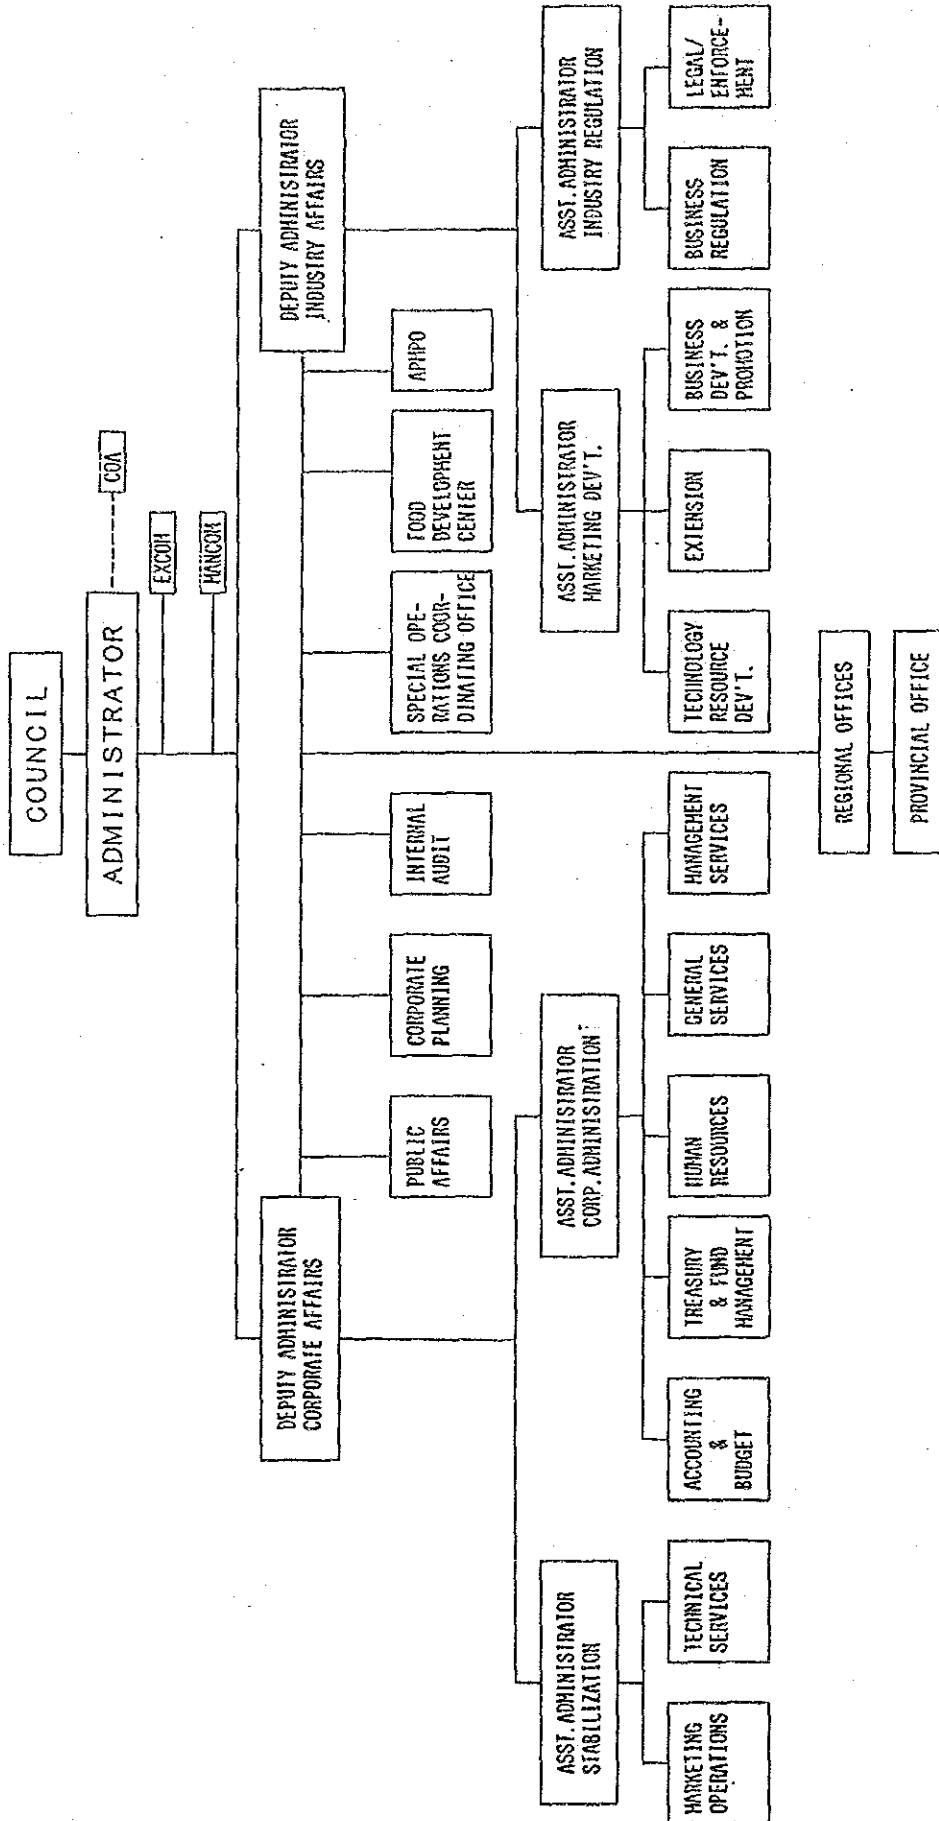 COUNCIL
ADMINISTRATOR
COA
EXCOM
MANCOM
DEPUTY ADMINISTRATOR
CORPORATE AFFAIRS
DEPUTY ADMINISTRATOR
INDUSTRY AFFAIRS
PUBLIC
AFFAIRS
CORPORATE
PLANNING
INTERNAL
AUDIT
SPECIAL OPE-
RATIONS COOR-
DINATING OFFICE
FOOD
DEVELOPMENT
CENTER
APHPO
ASST. ADMINISTRATOR
STABILIZATION
ASST. ADMINISTRATOR
CORP. ADMINISTRATION
ASST. ADMINISTRATOR
MARKETING DEV'T.
ASST. ADMINISTRATOR
INDUSTRY REGULATION
MARKETING
OPERATIONS
TECHNICAL
SERVICES
ACCOUNTING
&
BUDGET
TREASURY
& FUND
MANAGEMENT
HUMAN
RESOURCES
GENERAL
SERVICES
MANAGEMENT
SERVICES
TECHNOLOGY
RESOURCE
DEV'T.
EXTENSION
BUSINESS
DEV'T. &
PROMOTION
BUSINESS
REGULATION
LEGAL/
ENFORCE-
MENT
REGIONAL OFFICES
PROVINCIAL OFFICE